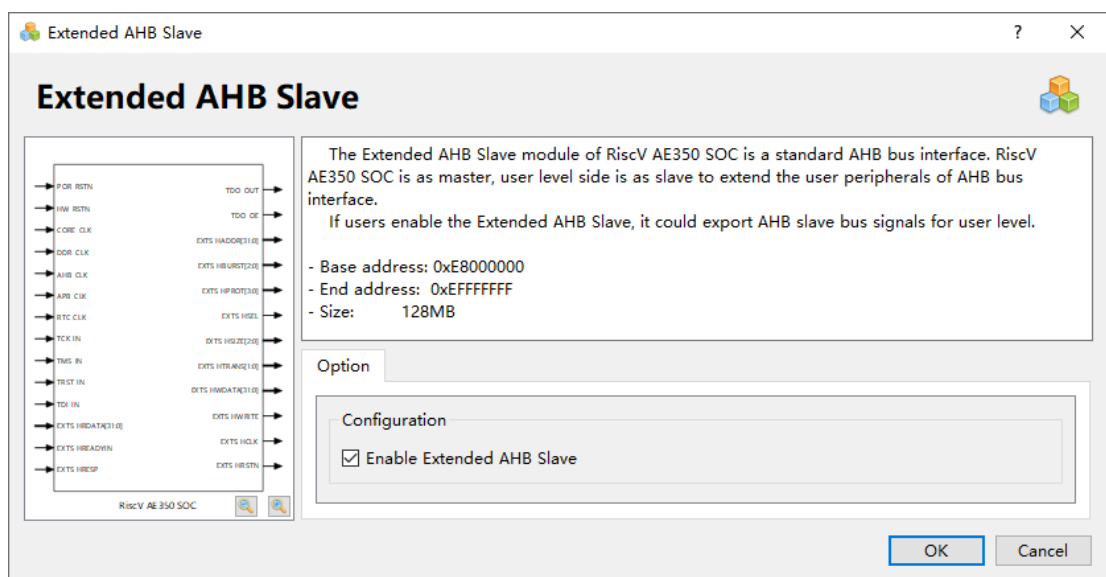 Extended AHB Slave
?
Extended AHB Slave
The Extended AHB Slave module of RiscV AE350 SOC is a standard AHB bus interface. RiscV
AE350 SOC is as master, user level side is as slave to extend the user peripherals of AHB bus
interface.
If users enable the Extended AHB Slave, it could export AHB slave bus signals for user level.
- Base address: 0xE8000000
- End address: 0xEFFFFFFF
- Size: 128MB
POR RSTN
HW RSTN
CORE CLK
DDR CLK
AHB CLK
APB CLK
RTC CLK
TCK IN
TMS IN
TRST IN
TDI IN
EXTS HRDATA[31:0]
EXTS HREADYIN
EXTS HRESP
TDO OUT
TDO OE
EXTS HADDR[31:0]
EXTS HBURST[2:0]
EXTS HPROT[3:0]
EXTS HSEL
EXTS HSIZE[2:0]
EXTS HTRANS[1:0]
EXTS HWDATA[31:0]
EXTS HWRITE
EXTS HCLK
EXTS HRSTN
RiscV AE350 SOC
Option
Configuration
Enable Extended AHB Slave
OK
Cancel